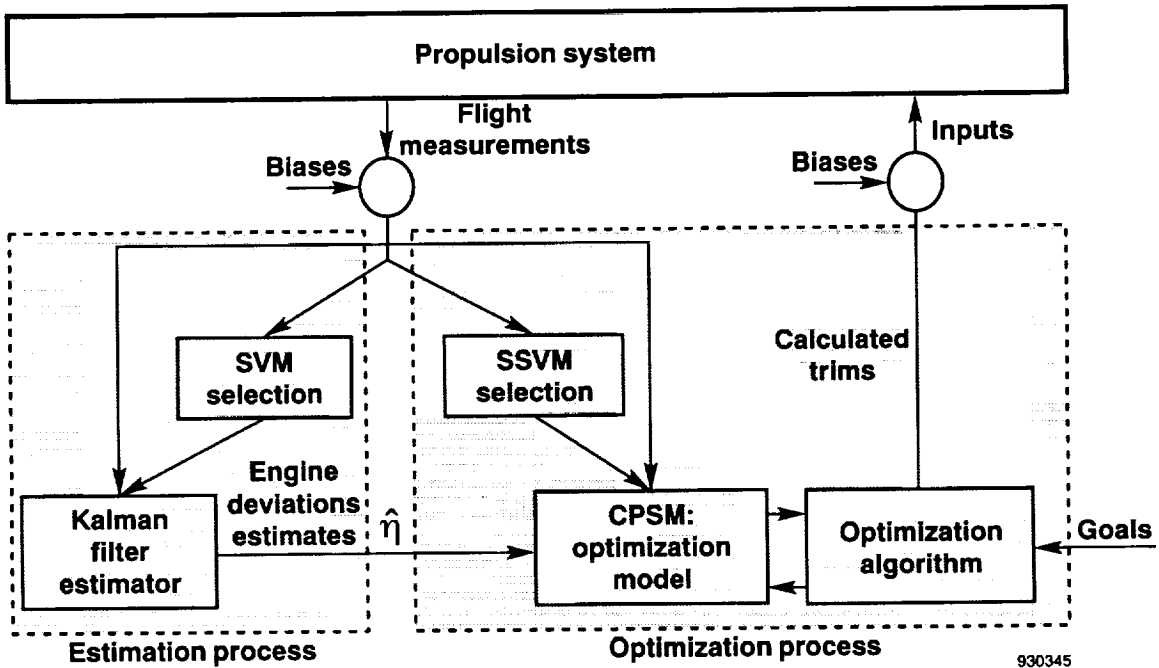 Propulsion system
Flight
measurements
Biases
Inputs
Biases
SVM
selection
SSVM
selection
Calculated
trims
Engine
deviations
estimates
η̂
Kalman
filter
estimator
CPSM:
optimization
model
Optimization
algorithm
Goals
Estimation process
Optimization process
930345